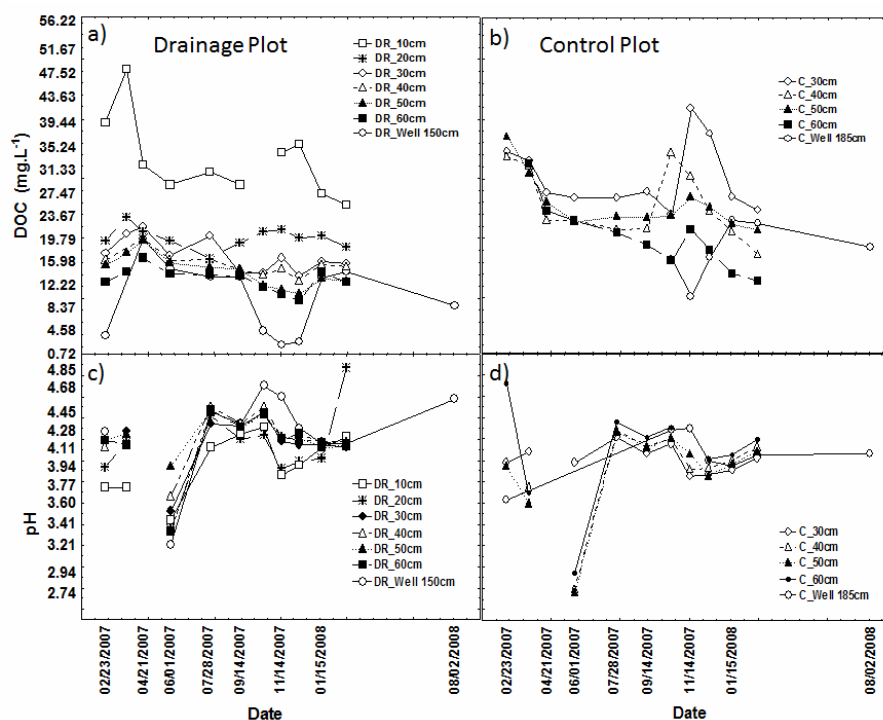 a)
Drainage Plot
DR_10cm
DR_20cm
DR_30cm
DR_40cm
DR_50cm
DR_60cm
DR_Well 150cm
b)
Control Plot
C_30cm
C_40cm
C_50cm
C_60cm
C_Well 185cm
DOC (mg.L-1)
56.22
51.38
47.52
43.63
39.44
35.24
31.33
27.47
23.67
19.79
15.98
12.22
8.37
4.58
0.72
c)
DR_10cm
DR_20cm
DR_30cm
DR_40cm
DR_50cm
DR_60cm
DR_Well 150cm
d)
C_30cm
C_40cm
C_50cm
C_60cm
C_Well 185cm
pH
4.85
4.68
4.45
4.28
4.11
3.94
3.77
3.60
3.41
3.21
2.94
2.74
02/23/2007
04/21/2007
06/01/2007
07/28/2007
09/14/2007
11/14/2007
01/15/2008
08/02/2008
Date
02/23/2007
04/21/2007
06/01/2007
07/28/2007
09/14/2007
11/14/2007
01/15/2008
08/02/2008
Date